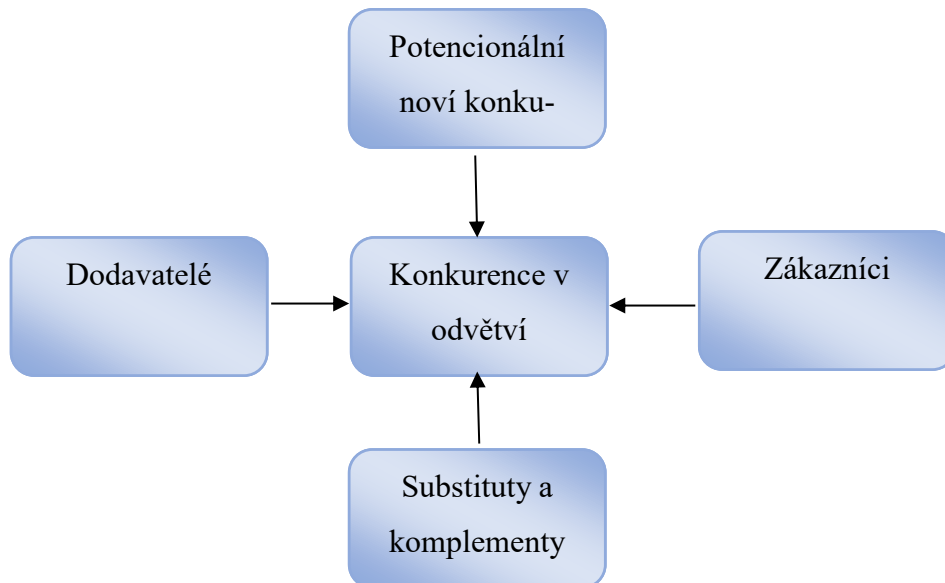 Potencionální
noví konku-
Dodavatelé
Konkurence v
odvětví
Zákazníci
Substituty a
komplementy